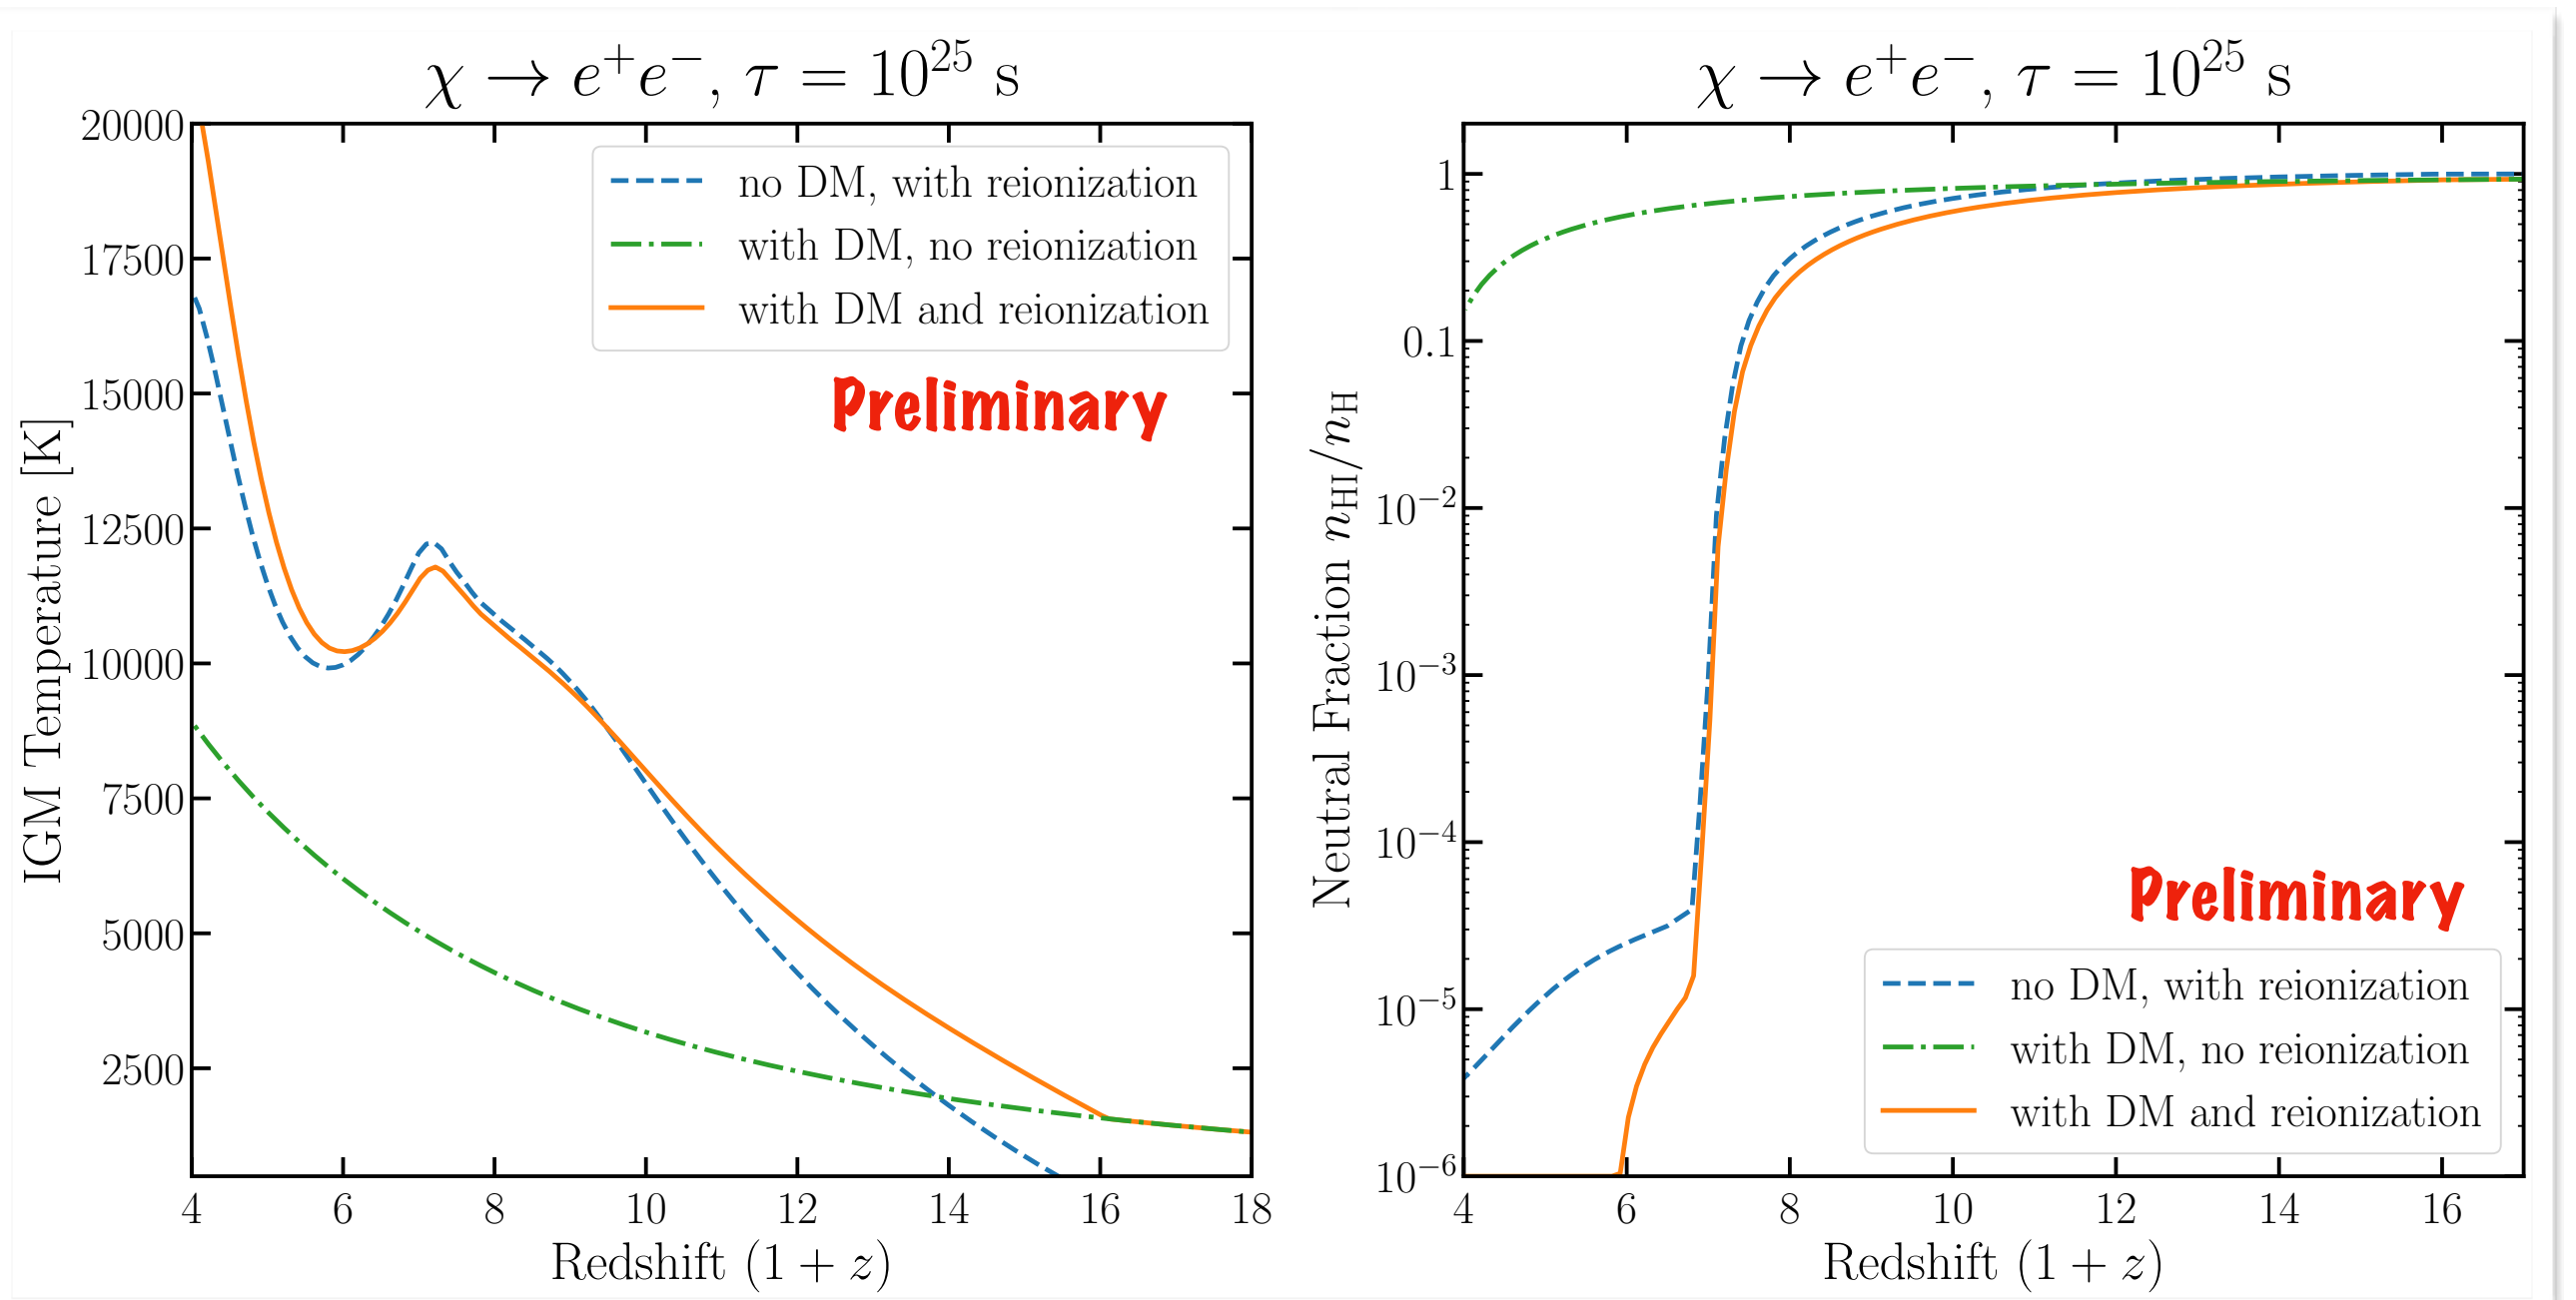 χ → e⁺e⁻, τ = 10²⁵ s
20000
17500
15000
12500
10000
7500
5000
2500
IGM Temperature [K]
no DM, with reionization
with DM, no reionization
with DM and reionization
Preliminary
4 6 8 10 12 14 16 18
Redshift (1 + z)
χ → e⁺e⁻, τ = 10²⁵ s
1
0.1
10⁻²
10⁻³
10⁻⁴
10⁻⁵
10⁻⁶
Neutral Fraction n_HI/n_H
Preliminary
no DM, with reionization
with DM, no reionization
with DM and reionization
4 6 8 10 12 14 16
Redshift (1 + z)